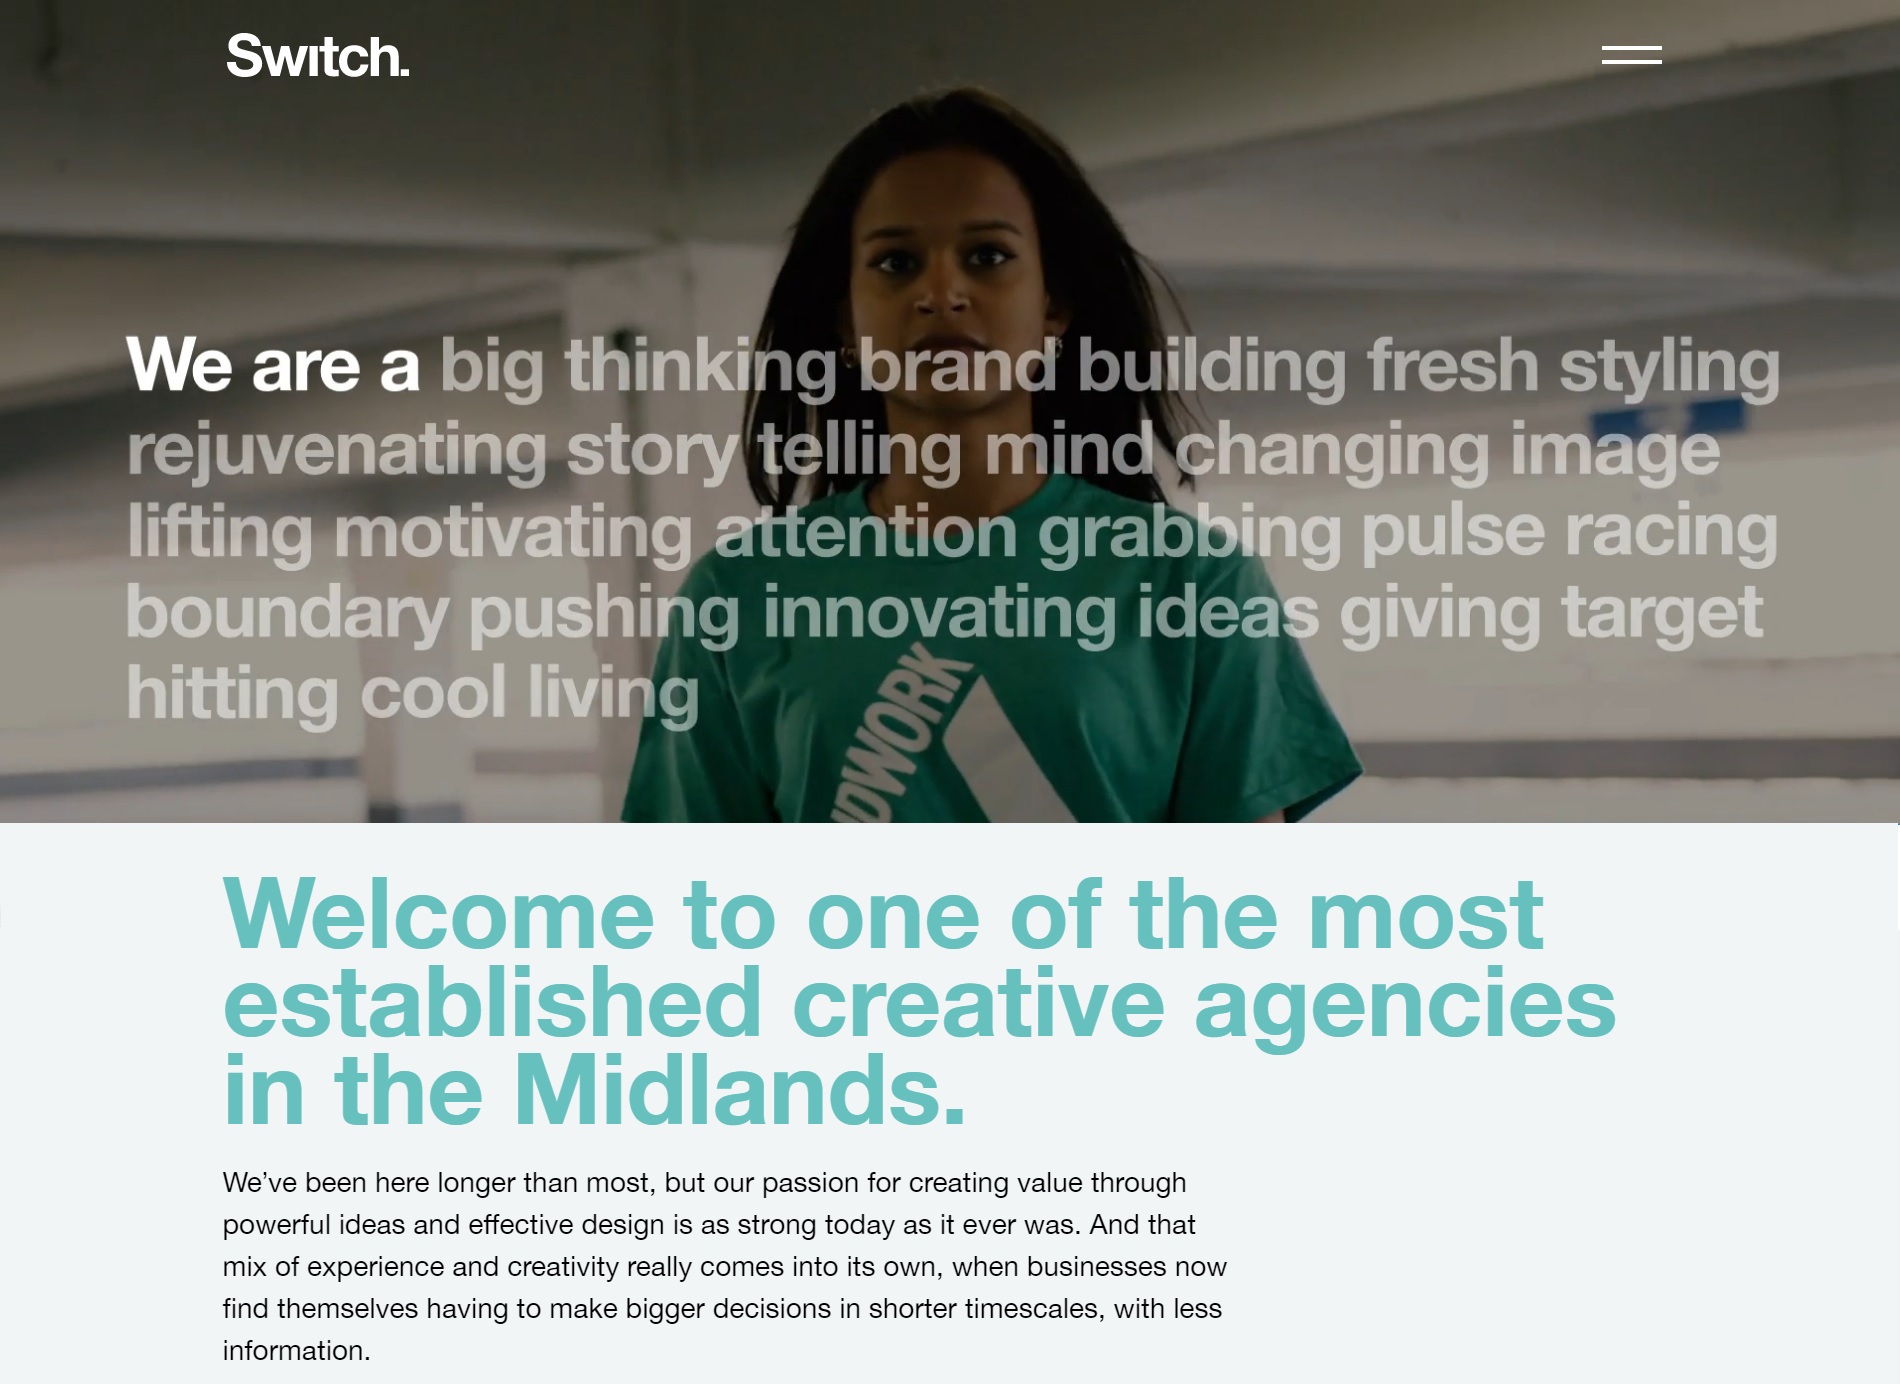 Switch.
We are a big thinking brand building fresh styling
rejuvenating story telling mind changing image
lifting motivating attention grabbing pulse racing
boundary pushing innovating ideas giving target
hitting cool living
Welcome to one of the most
established creative agencies
in the Midlands.
We’ve been here longer than most, but our passion for creating value through
powerful ideas and effective design is as strong today as it ever was. And that
mix of experience and creativity really comes into its own, when businesses now
find themselves having to make bigger decisions in shorter timescales, with less
information.